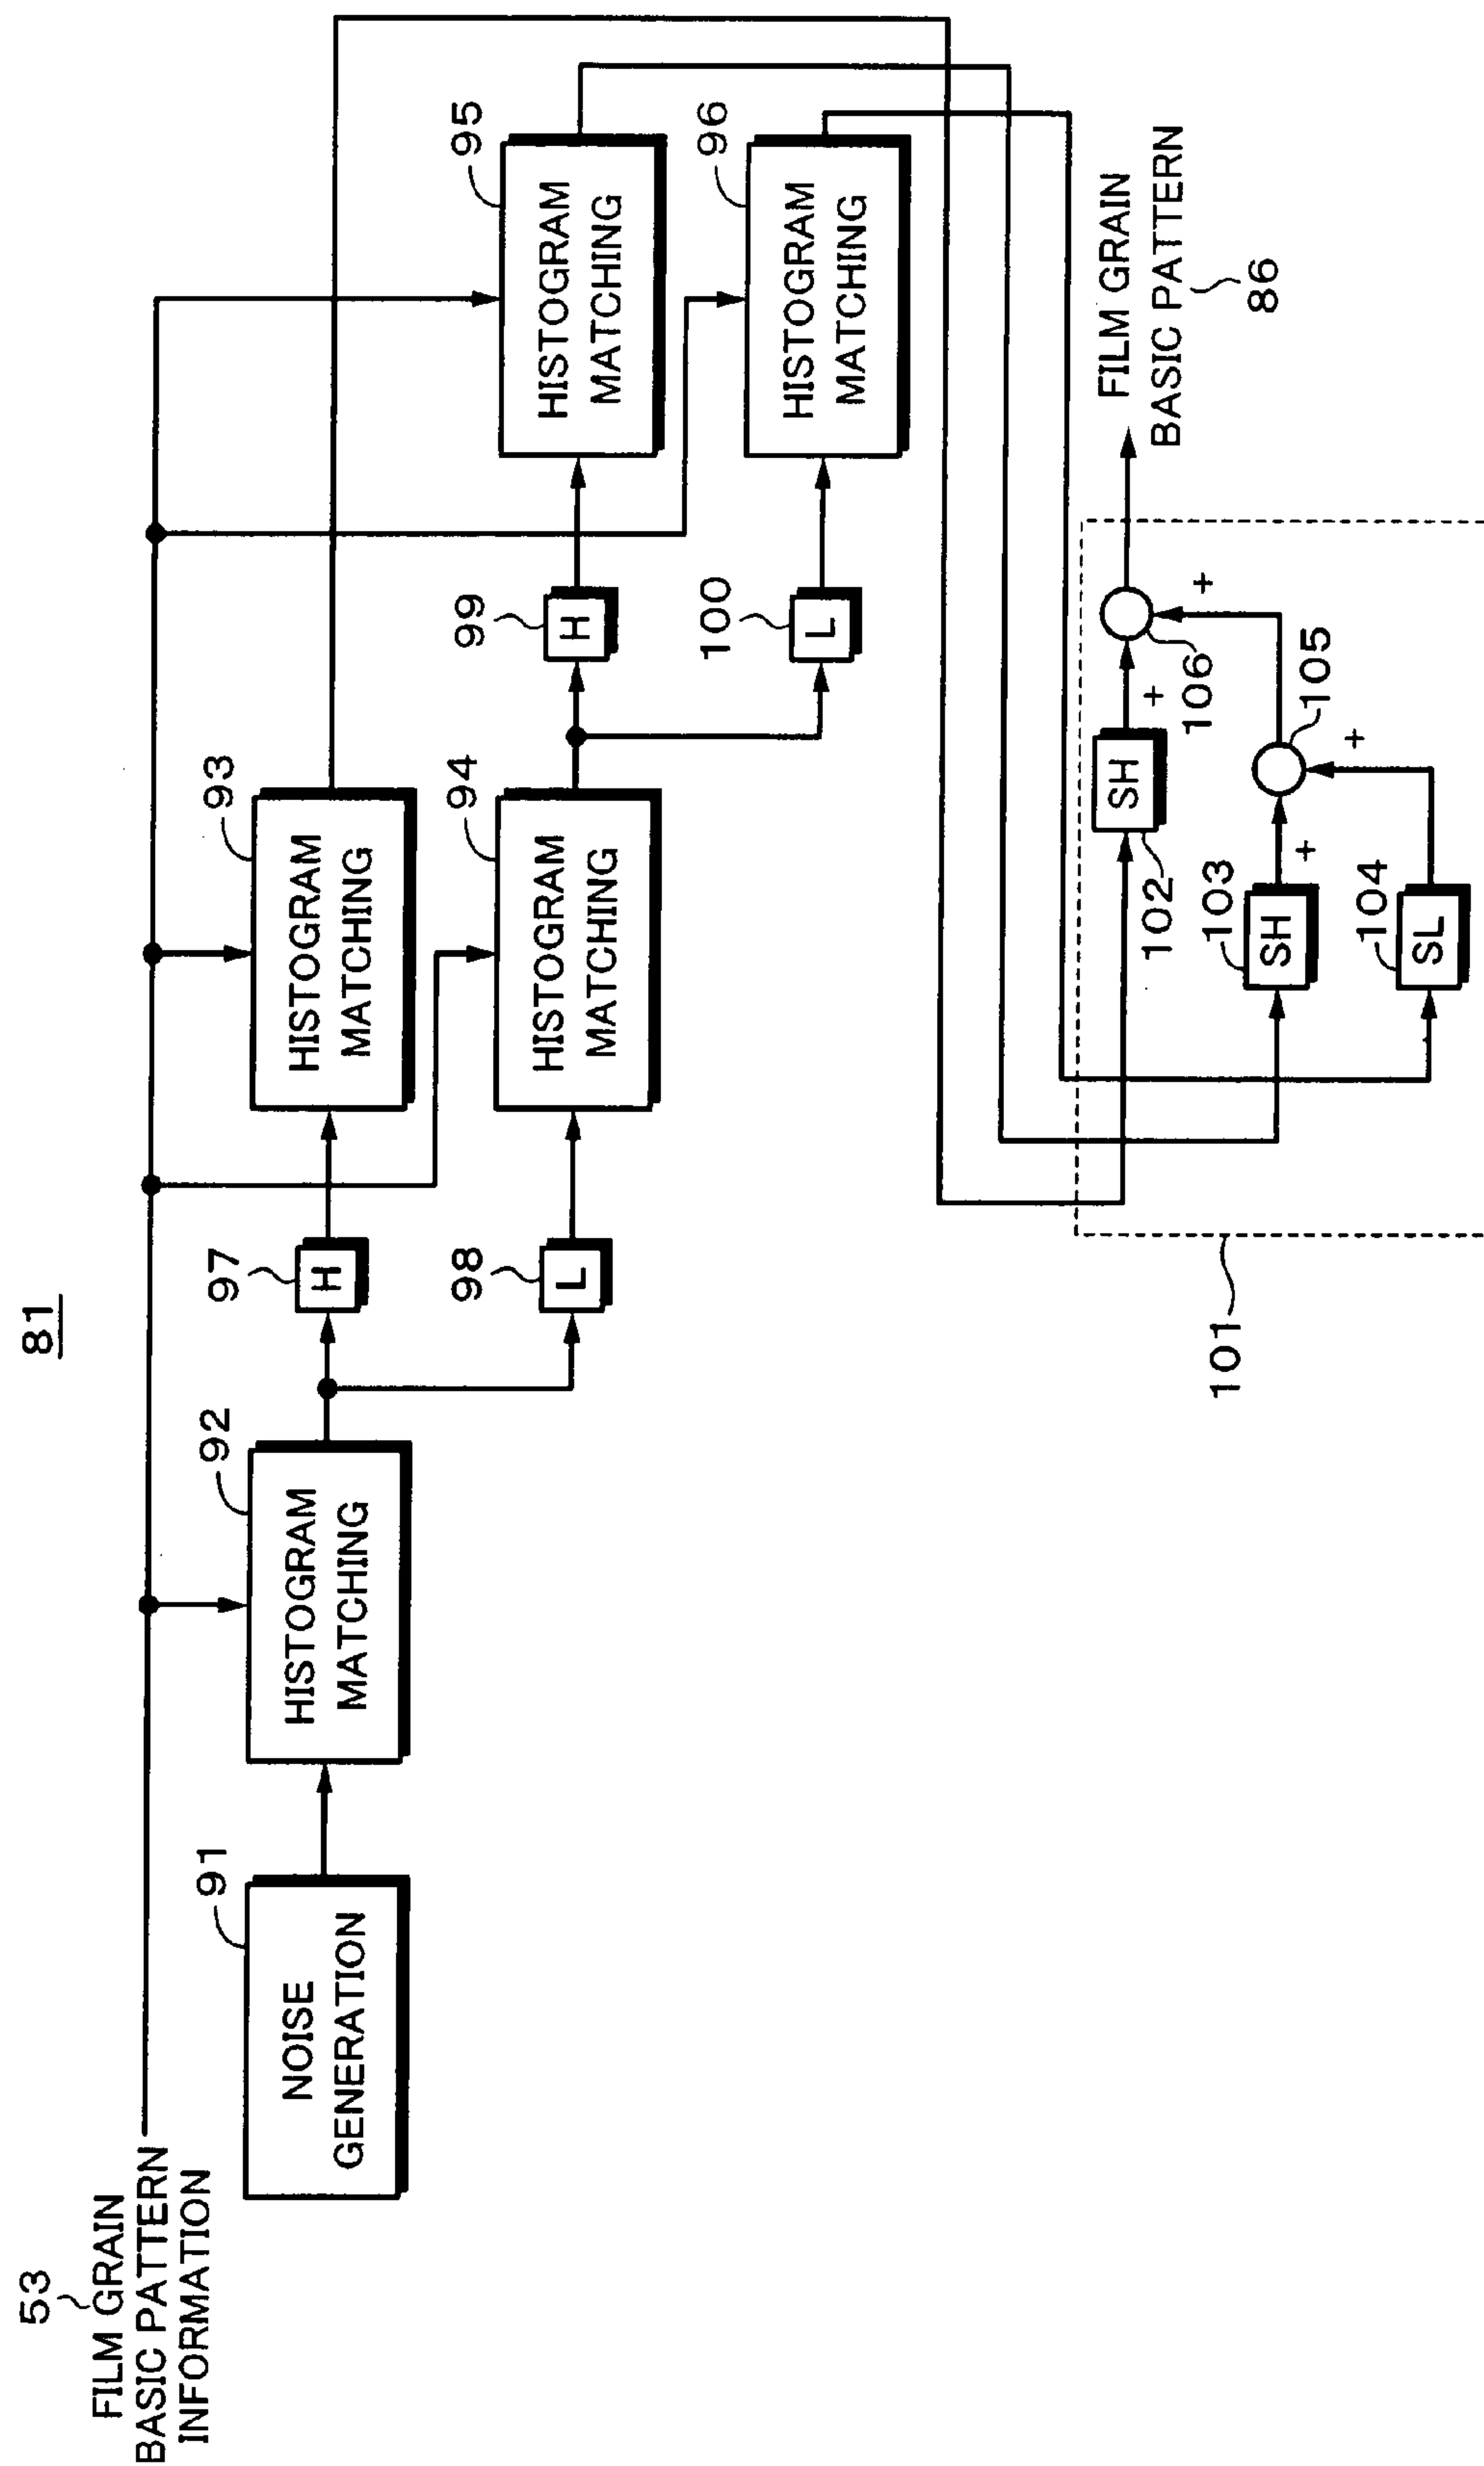 81
53
FILM GRAIN
BASIC PATTERN
INFORMATION
91
NOISE
GENERATION
92
HISTOGRAM
MATCHING
97
H
98
L
93
HISTOGRAM
MATCHING
94
HISTOGRAM
MATCHING
99
H
100
L
95
HISTOGRAM
MATCHING
96
HISTOGRAM
MATCHING
101
SH
102
103
SH
104
SL
+
+
105
+
+
106
FILM GRAIN
BASIC PATTERN
86